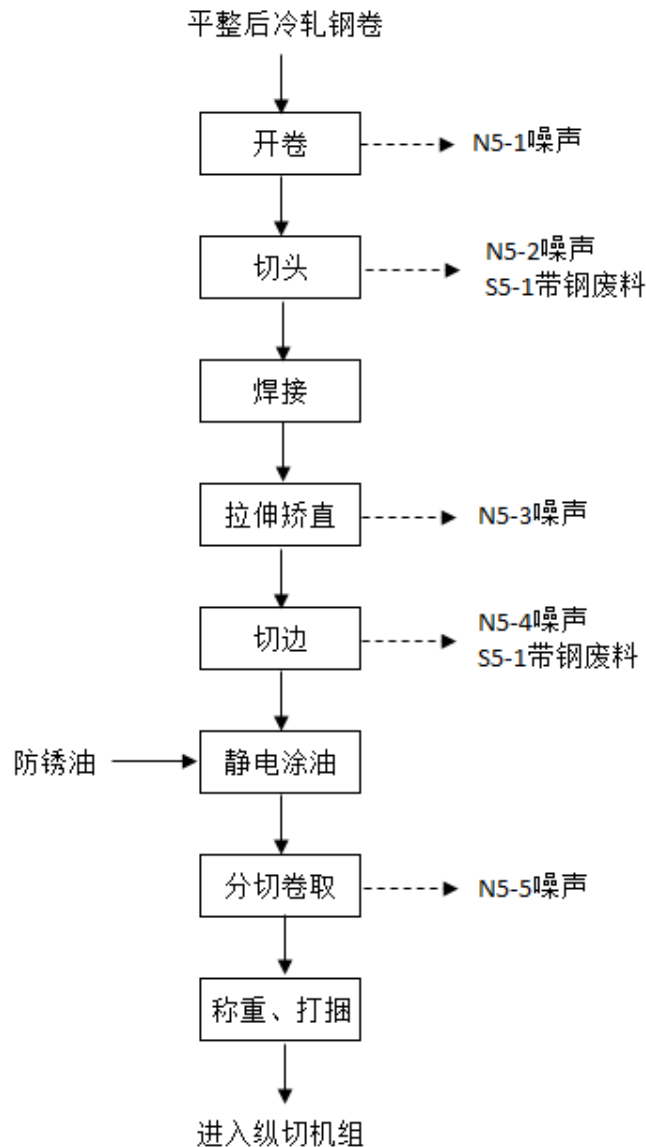 平整后冷轧钢卷
开卷
N5-1噪声
切头
N5-2噪声
S5-1带钢废料
焊接
拉伸矫直
N5-3噪声
切边
N5-4噪声
S5-1带钢废料
防锈油
静电涂油
分切卷取
N5-5噪声
称重、打捆
进入纵切机组